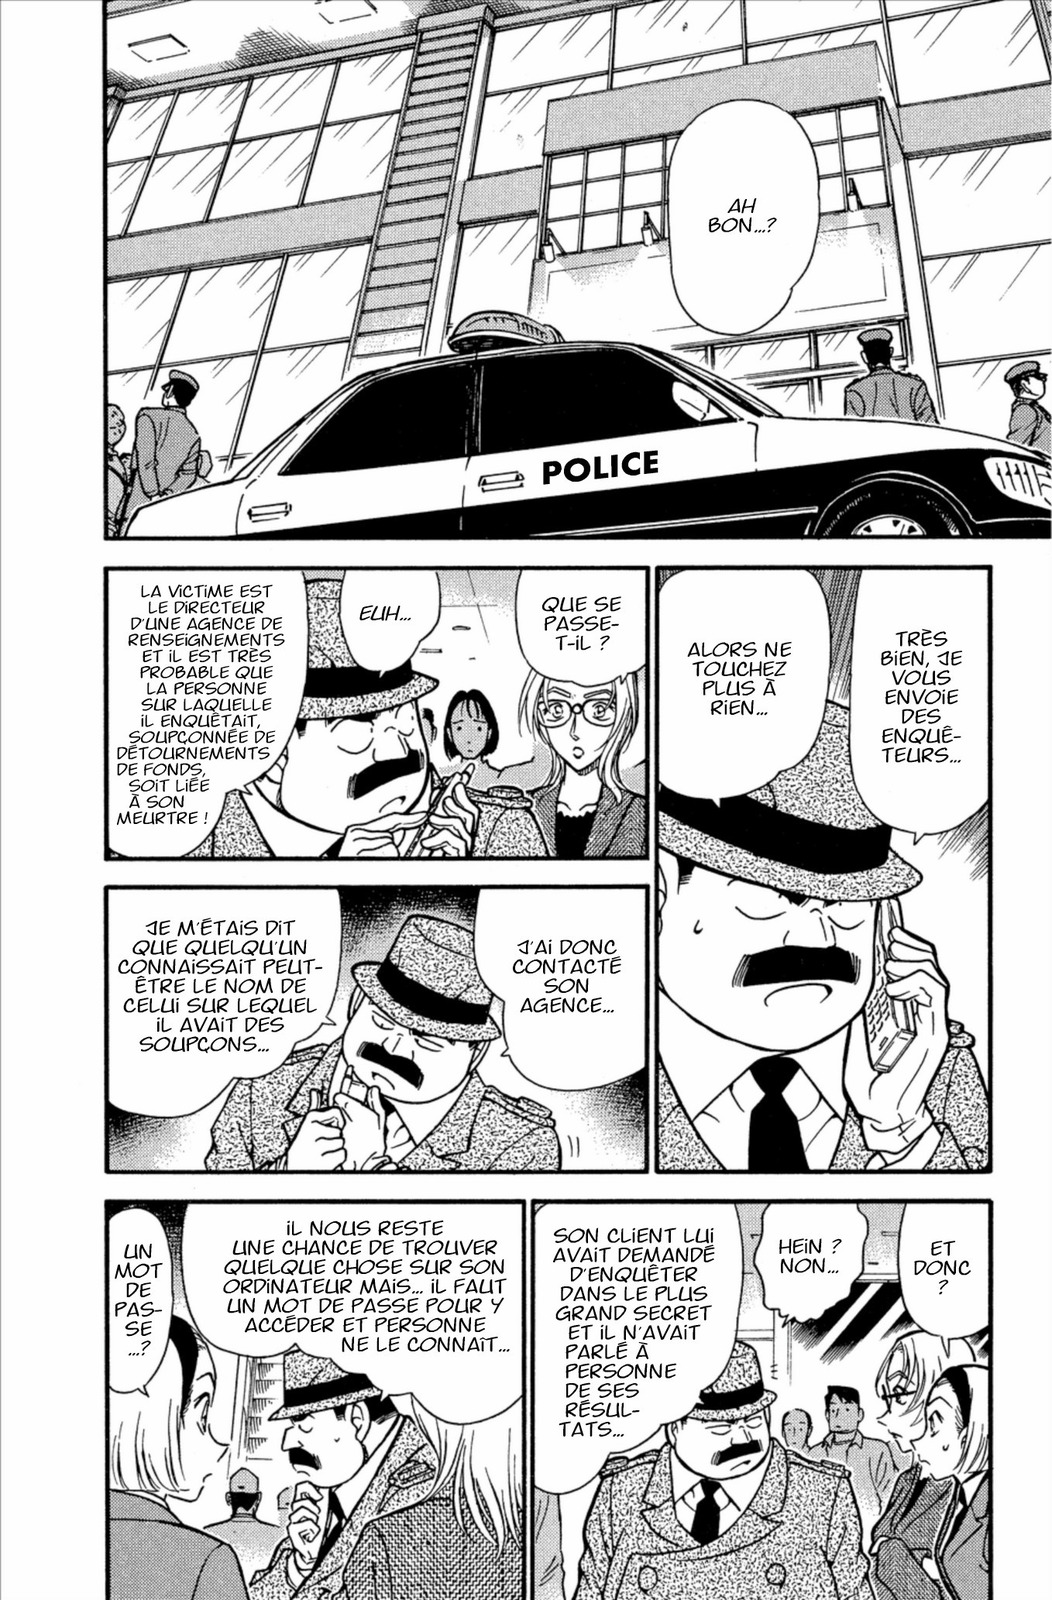 AH
BON...?
POLICE
TRÈS
BIEN, JE
VOUS
ENVOIE
DES
ENQUÊ-
TEURS...
ALORS NE
TOUCHEZ
PLUS À
RIEN...
QUE SE
PASSE-
T-IL ?
EUH...
LA VICTIME EST
LE DIRECTEUR
D'UNE AGENCE DE
RENSEIGNEMENTS
ET IL EST TRÈS
PROBABLE QUE
LA PERSONNE
SUR LAQUELLE
IL ENQUÊTAIT,
SOUPÇONNÉE DE
DÉTOURNEMENTS
DE FONDS,
SOIT LIÉE
À SON
MEURTRE !
J'AI DONC
CONTACTÉ
SON
AGENCE...
JE M'ÉTAIS DIT
QUE QUELQU'UN
CONNAISSAIT PEUT-
ÊTRE LE NOM DE
CELUI SUR LEQUEL
IL AVAIT DES
SOUPÇONS...
ET
DONC
?
HEIN ?
NON...
SON CLIENT LUI
AVAIT DEMANDÉ
D'ENQUÊTER
DANS LE PLUS
GRAND SECRET
ET IL N'AVAIT
PARLÉ À
PERSONNE
DE SES
RÉSUL-
TATS...
IL NOUS RESTE
UNE CHANCE DE TROUVER
QUELQUE CHOSE SUR SON
ORDINATEUR MAIS... IL FAUT
UN MOT DE PASSE POUR Y
ACCÉDER ET PERSONNE
NE LE CONNAÎT...
UN
MOT
DE
PAS-
SE
...?